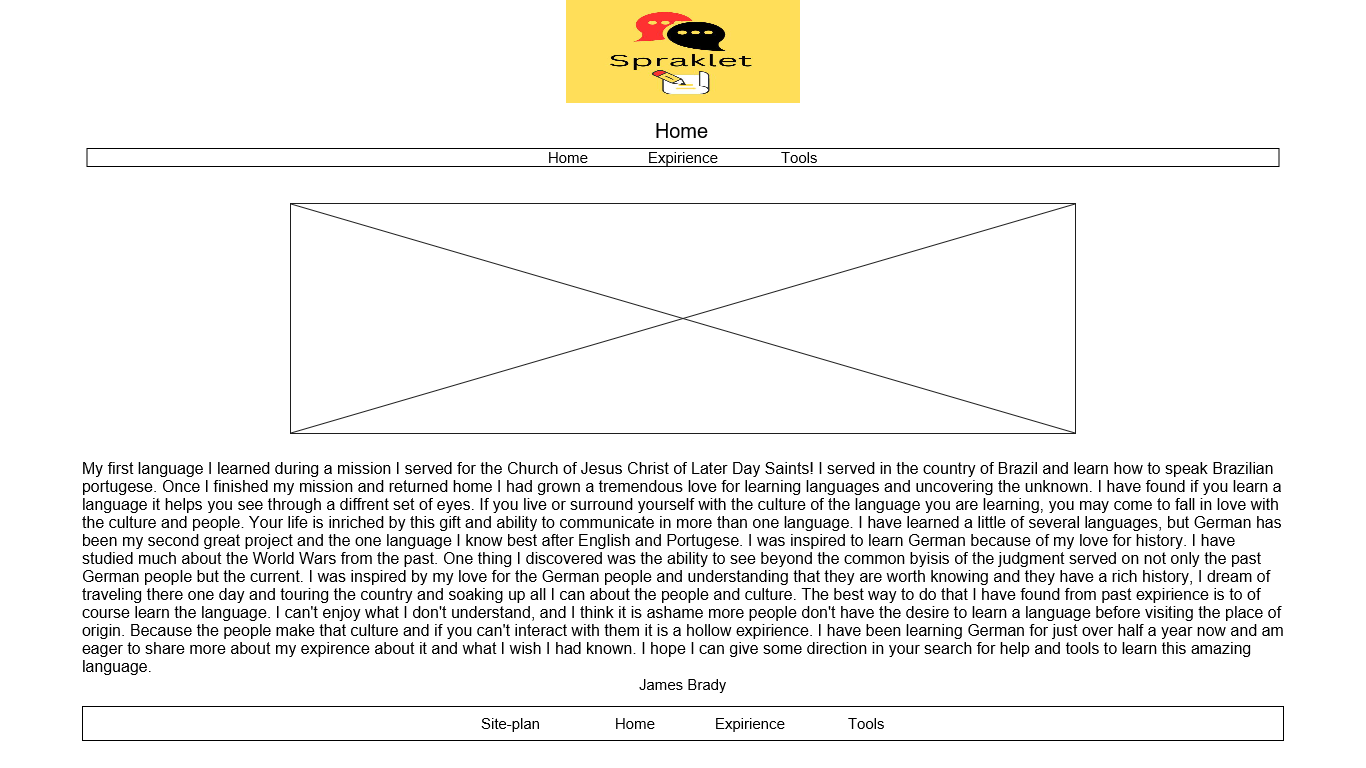 Spraklet
Home
Home Expirience Tools
My first language I learned during a mission I served for the Church of Jesus Christ of Later Day Saints! I served in the country of Brazil and learn how to speak Brazilian
portugese. Once I finished my mission and returned home I had grown a tremendous love for learning languages and uncovering the unknown. I have found if you learn a
language it helps you see through a diffrent set of eyes. If you live or surround yourself with the culture of the language you are learning, you may come to fall in love with
the culture and people. Your life is inriched by this gift and ability to communicate in more than one language. I have learned a little of several languages, but German has
been my second great project and the one language I know best after English and Portugese. I was inspired to learn German because of my love for history. I have
studied much about the World Wars from the past. One thing I discovered was the ability to see beyond the common byisis of the judgment served on not only the past
German people but the current. I was inspired by my love for the German people and understanding that they are worth knowing and they have a rich history, I dream of
traveling there one day and touring the country and soaking up all I can about the people and culture. The best way to do that I have found from past expirience is to of
course learn the language. I can't enjoy what I don't understand, and I think it is ashame more people don't have the desire to learn a language before visiting the place of
origin. Because the people make that culture and if you can't interact with them it is a hollow expirience. I have been learning German for just over half a year now and am
eager to share more about my expirence about it and what I wish I had known. I hope I can give some direction in your search for help and tools to learn this amazing
language.
James Brady
Site-plan Home Expirience Tools